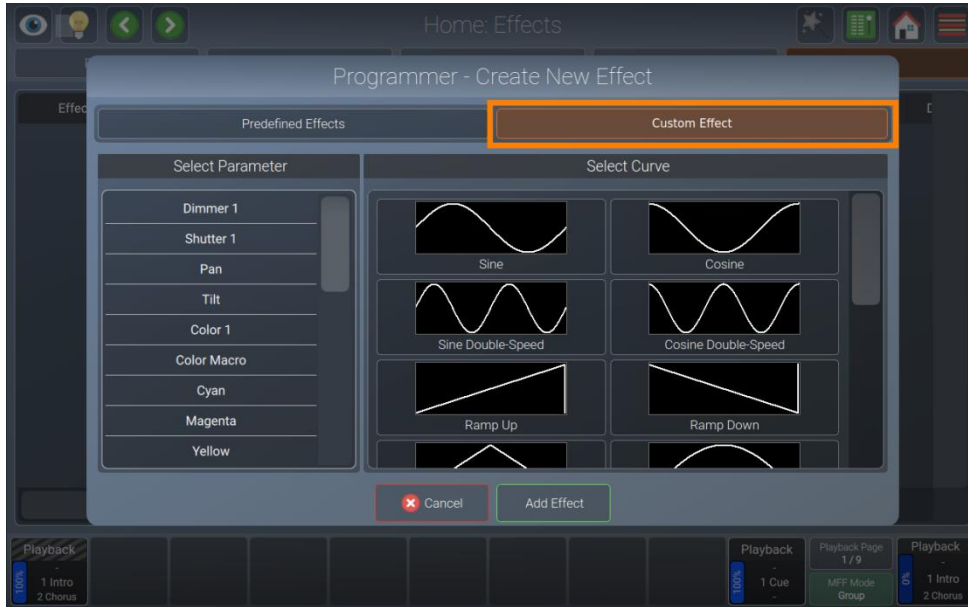 Home: Effects
Programmer - Create New Effect
Effec
Predefined Effects
Custom Effect
Select Parameter
Select Curve
Dimmer 1
Shutter 1
Pan
Tilt
Color 1
Color Macro
Cyan
Magenta
Yellow
Sine
Cosine
Sine Double-Speed
Cosine Double-Speed
Ramp Up
Ramp Down
Cancel
Add Effect
Playback
-
100%
1 Intro
2 Chorus
Playback
-
100%
1 Cue
-
Playback Page
1 / 9
MFF Mode
Group
Playback
-
0%
1 Intro
2 Chorus